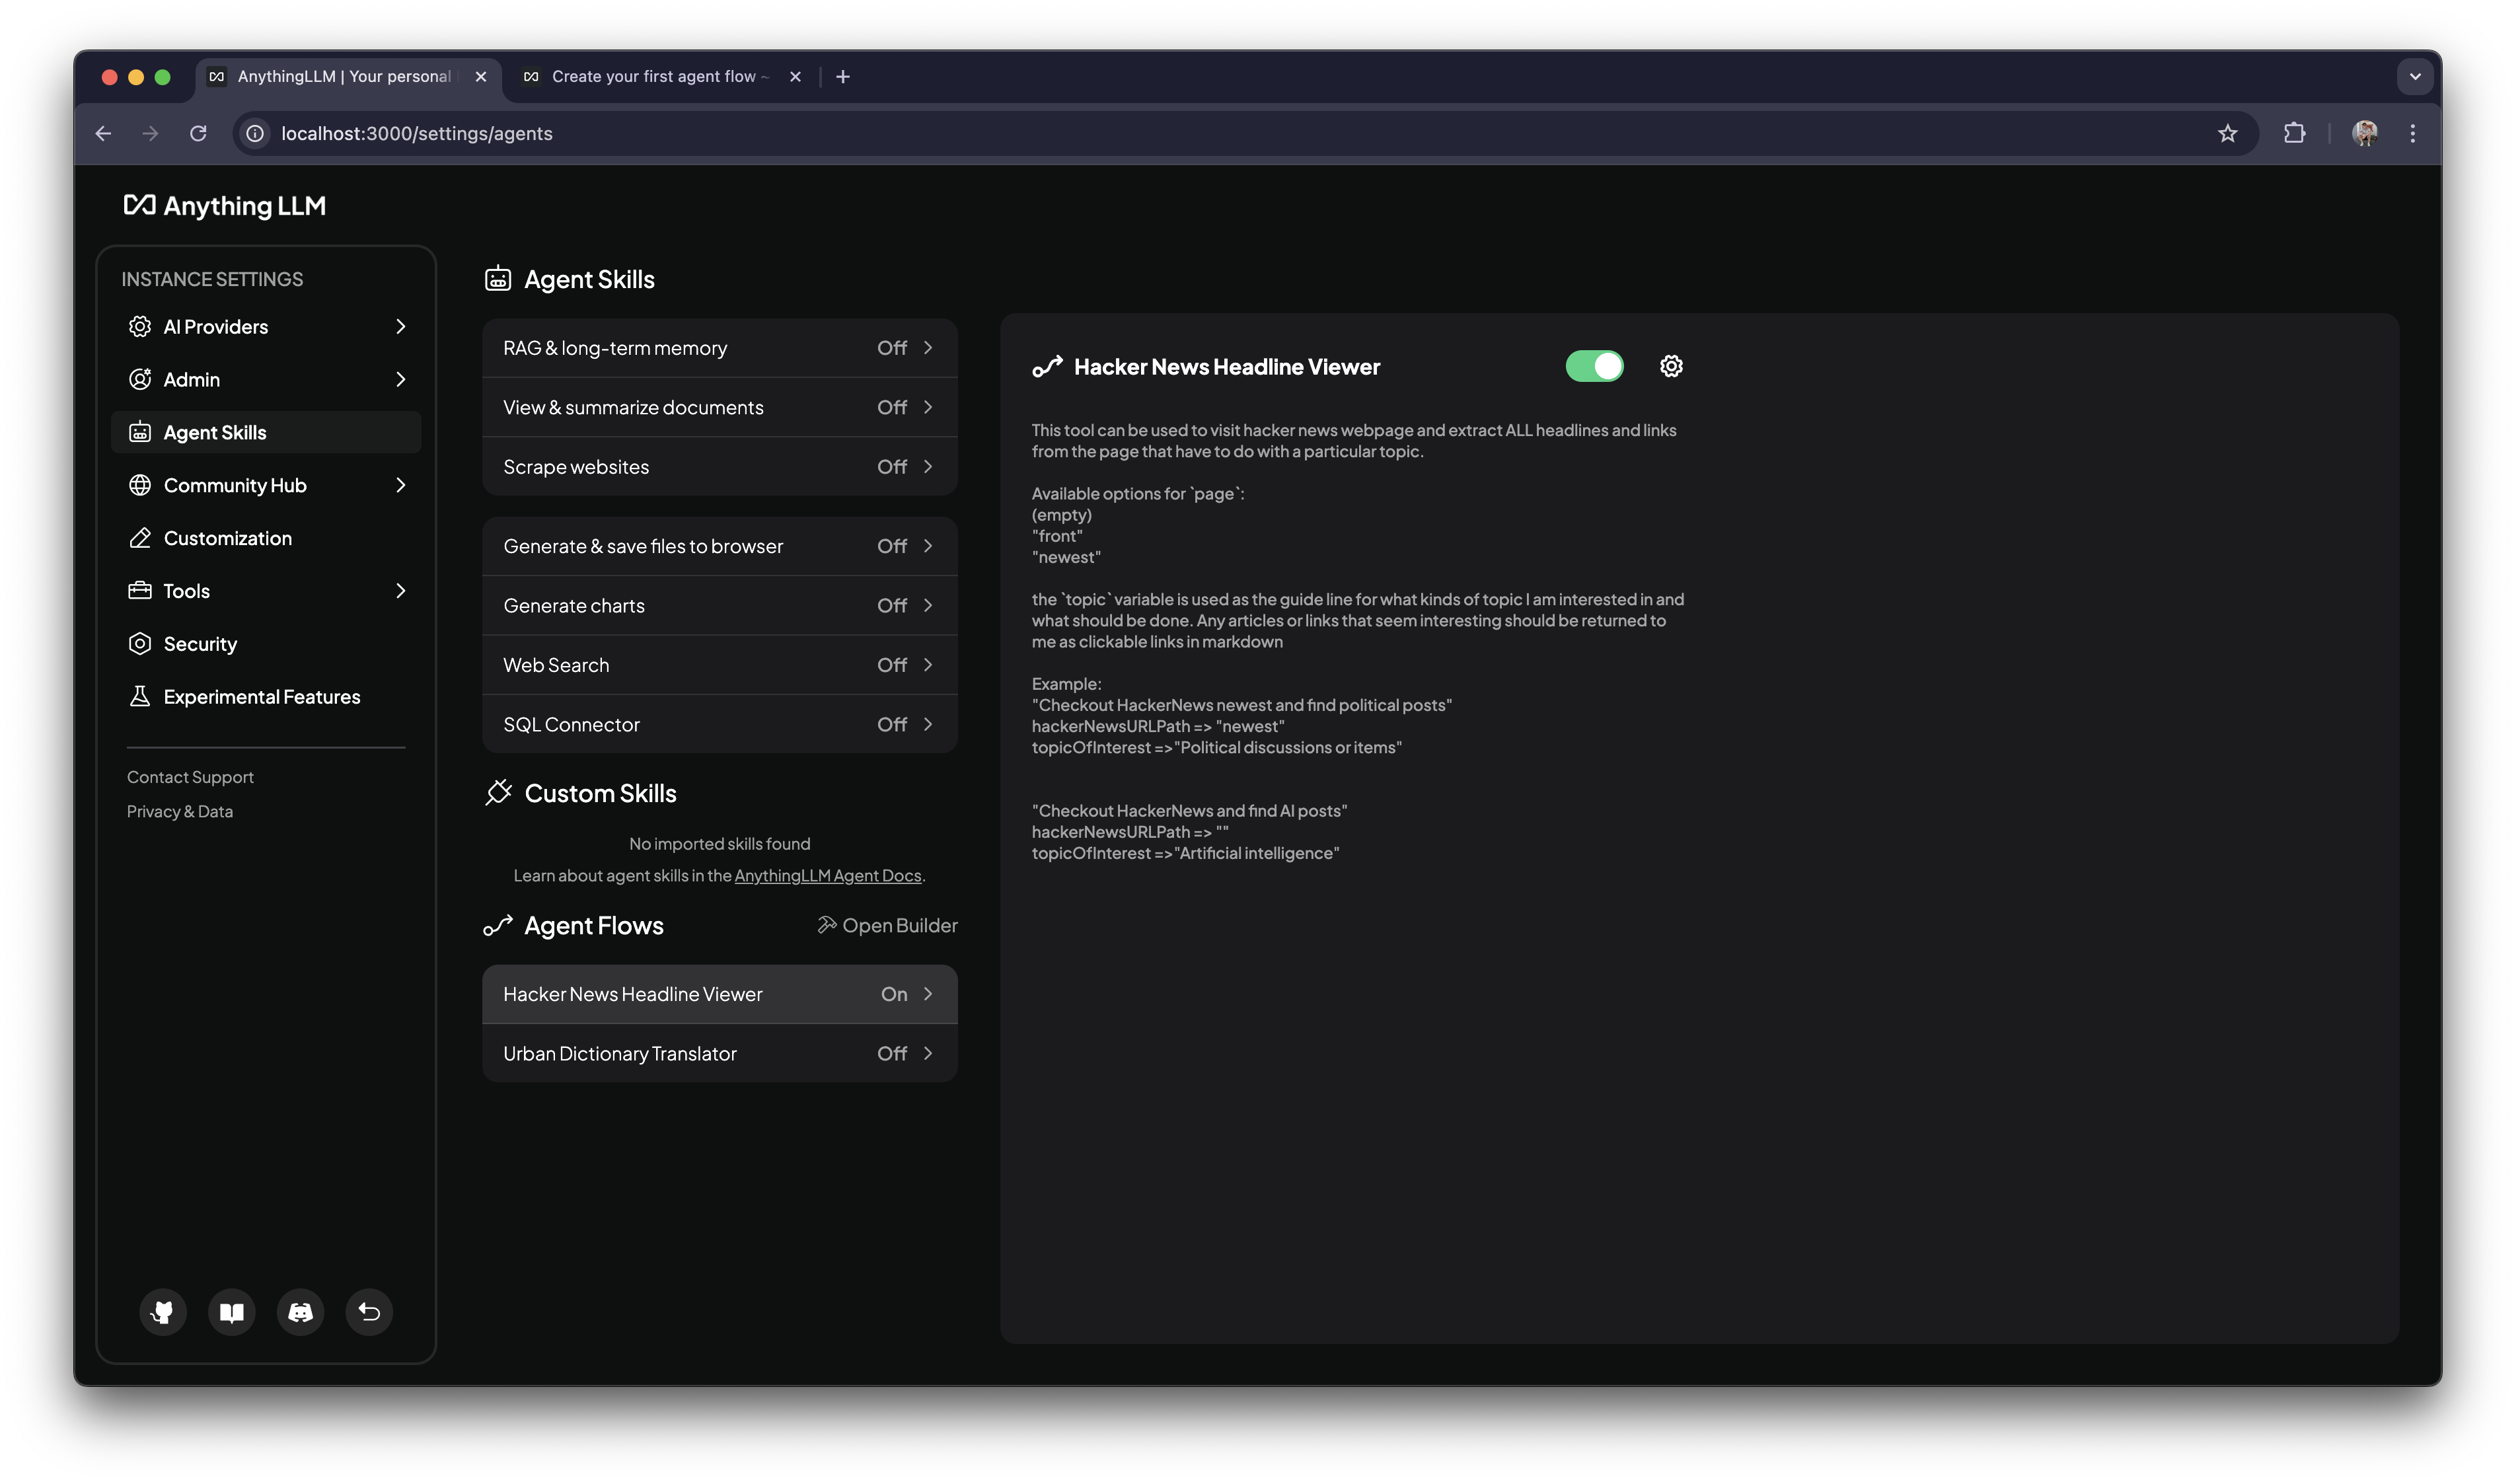 AnythingLLM | Your personal
Create your first agent flow ~
localhost:3000/settings/agents
Anything LLM
INSTANCE SETTINGS
AI Providers
Admin
Agent Skills
Community Hub
Customization
Tools
Security
Experimental Features
Contact Support
Privacy & Data
Agent Skills
RAG & long-term memory Off
View & summarize documents Off
Scrape websites Off
Generate & save files to browser Off
Generate charts Off
Web Search Off
SQL Connector Off
Custom Skills
No imported skills found
Learn about agent skills in the AnythingLLM Agent Docs.
Agent Flows Open Builder
Hacker News Headline Viewer On
Urban Dictionary Translator Off
Hacker News Headline Viewer
This tool can be used to visit hacker news webpage and extract ALL headlines and links
from the page that have to do with a particular topic.
Available options for `page`:
(empty)
"front"
"newest"
the `topic` variable is used as the guide line for what kinds of topic I am interested in and
what should be done. Any articles or links that seem interesting should be returned to
me as clickable links in markdown
Example:
"Checkout HackerNews newest and find political posts"
hackerNewsURLPath => "newest"
topicOfInterest => "Political discussions or items"
"Checkout HackerNews and find AI posts"
hackerNewsURLPath => ""
topicOfInterest => "Artificial intelligence"